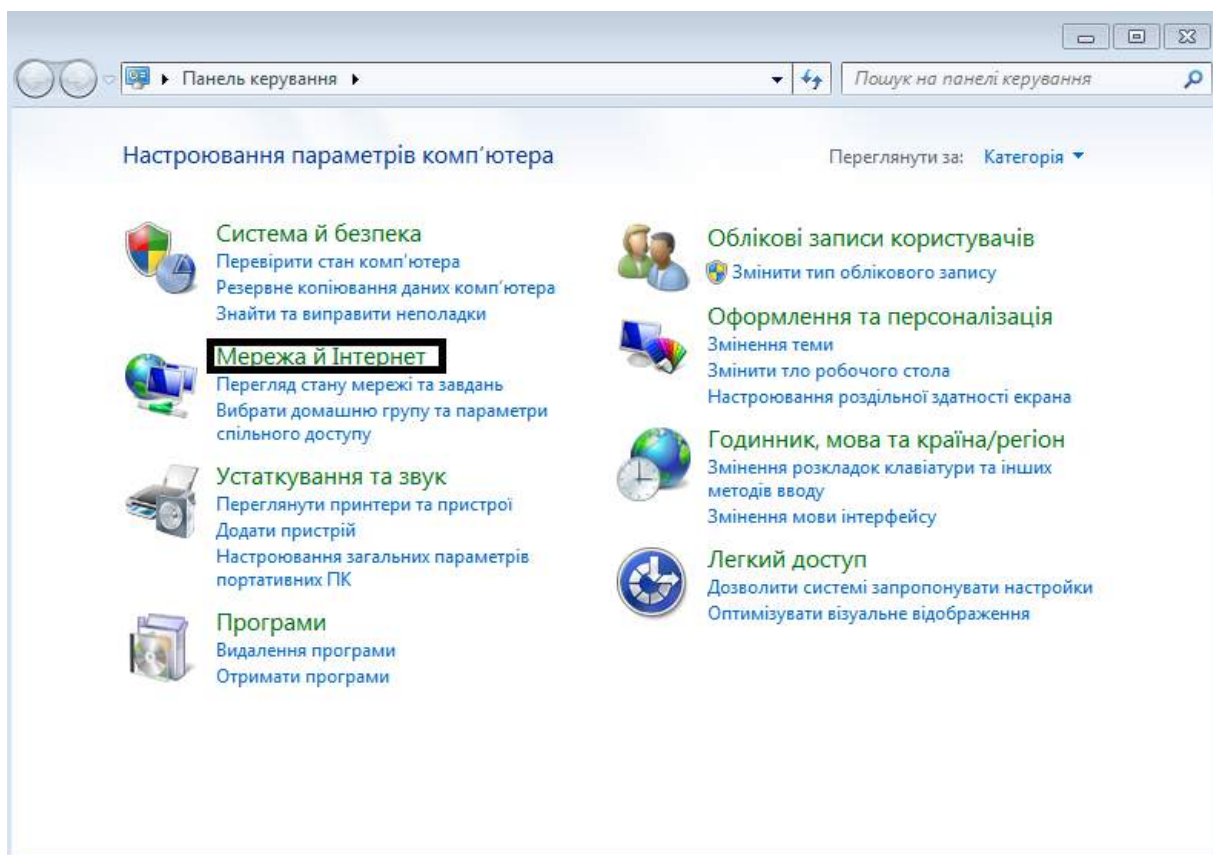 Панель керування
Пошук на панелі керування
Настроювання параметрів комп'ютера
Переглянути за: Категорія
Система й безпека
Перевірити стан комп'ютера
Резервне копіювання даних комп'ютера
Знайти та виправити неполадки
Мережа й Інтернет
Перегляд стану мережі та завдань
Вибрати домашню групу та параметри
спільного доступу
Устаткування та звук
Переглянути принтери та пристрої
Додати пристрій
Настроювання загальних параметрів
портативних ПК
Програми
Видалення програми
Отримати програми
Облікові записи користувачів
Змінити тип облікового запису
Оформлення та персоналізація
Змінення теми
Змінити тло робочого стола
Настроювання роздільної здатності екрана
Годинник, мова та країна/регіон
Змінення розкладок клавіатури та інших
методів вводу
Змінення мови інтерфейсу
Легкий доступ
Дозволити системі запропонувати настройки
Оптимізувати візуальне відображення